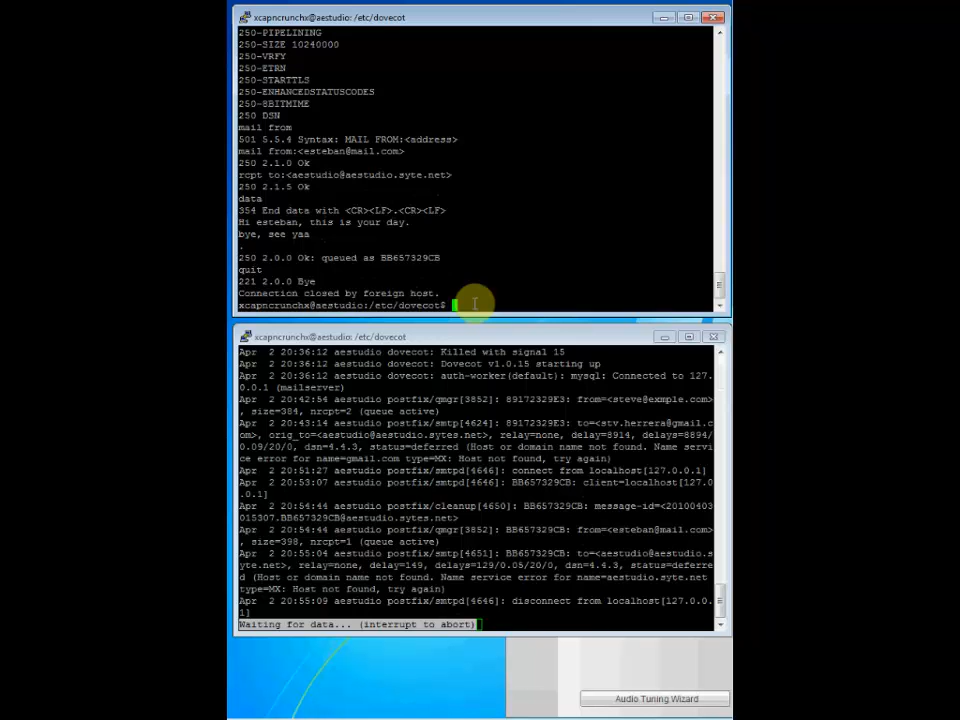 xcapncrunchx@aestudio: /etc/dovecot
250-PIPELINING
250-SIZE 10240000
250-VRFY
250-ETRN
250-STARTTLS
250-ENHANCEDSTATUSCODES
250-8BITMIME
250 DSN
mail from
501 5.5.4 Syntax: MAIL FROM:<address>
mail from:<esteban@mail.com>
250 2.1.0 Ok
rcpt to:<aestudio@aestudio.syte.net>
250 2.1.5 Ok
data
354 End data with <CR><LF>.<CR><LF>
Hi esteban, this is your day.
bye, see yaa
.
250 2.0.0 Ok: queued as BB657329CB
quit
221 2.0.0 Bye
Connection closed by foreign host.
xcapncrunchx@aestudio:/etc/dovecot$
xcapncrunchx@aestudio: /etc/dovecot
Apr  2 20:36:12 aestudio dovecot: Killed with signal 15
Apr  2 20:36:12 aestudio dovecot: Dovecot v1.0.15 starting up
Apr  2 20:36:12 aestudio dovecot: auth-worker(default): mysql: Connected to 127.
0.0.1 (mailserver)
Apr  2 20:42:54 aestudio postfix/qmgr[3852]: 89172329E3: from=<steve@exmple.com>
, size=384, nrcpt=2 (queue active)
Apr  2 20:43:14 aestudio postfix/smtp[4624]: 89172329E3: to=<stv.herrera@gmail.c
om>, orig_to=<aestudio@aestudio.sytes.net>, relay=none, delay=8914, delays=8894/
0.09/20/0, dsn=4.4.3, status=deferred (Host or domain name not found. Name servi
ce error for name=gmail.com type=MX: Host not found, try again)
Apr  2 20:51:27 aestudio postfix/smtpd[4646]: connect from localhost[127.0.0.1]
Apr  2 20:53:07 aestudio postfix/smtpd[4646]: BB657329CB: client=localhost[127.0
.0.1]
Apr  2 20:54:44 aestudio postfix/cleanup[4650]: BB657329CB: message-id=<20100403
015307.BB657329CB@aestudio.sytes.net>
Apr  2 20:54:44 aestudio postfix/qmgr[3852]: BB657329CB: from=<esteban@mail.com>
, size=398, nrcpt=1 (queue active)
Apr  2 20:55:04 aestudio postfix/smtp[4651]: BB657329CB: to=<aestudio@aestudio.s
yte.net>, relay=none, delay=149, delays=129/0.05/20/0, dsn=4.4.3, status=deferre
d (Host or domain name not found. Name service error for name=aestudio.syte.net
type=MX: Host not found, try again)
Apr  2 20:55:09 aestudio postfix/smtpd[4646]: disconnect from localhost[127.0.0.
1]
Waiting for data... (interrupt to abort)
Audio Tuning Wizard